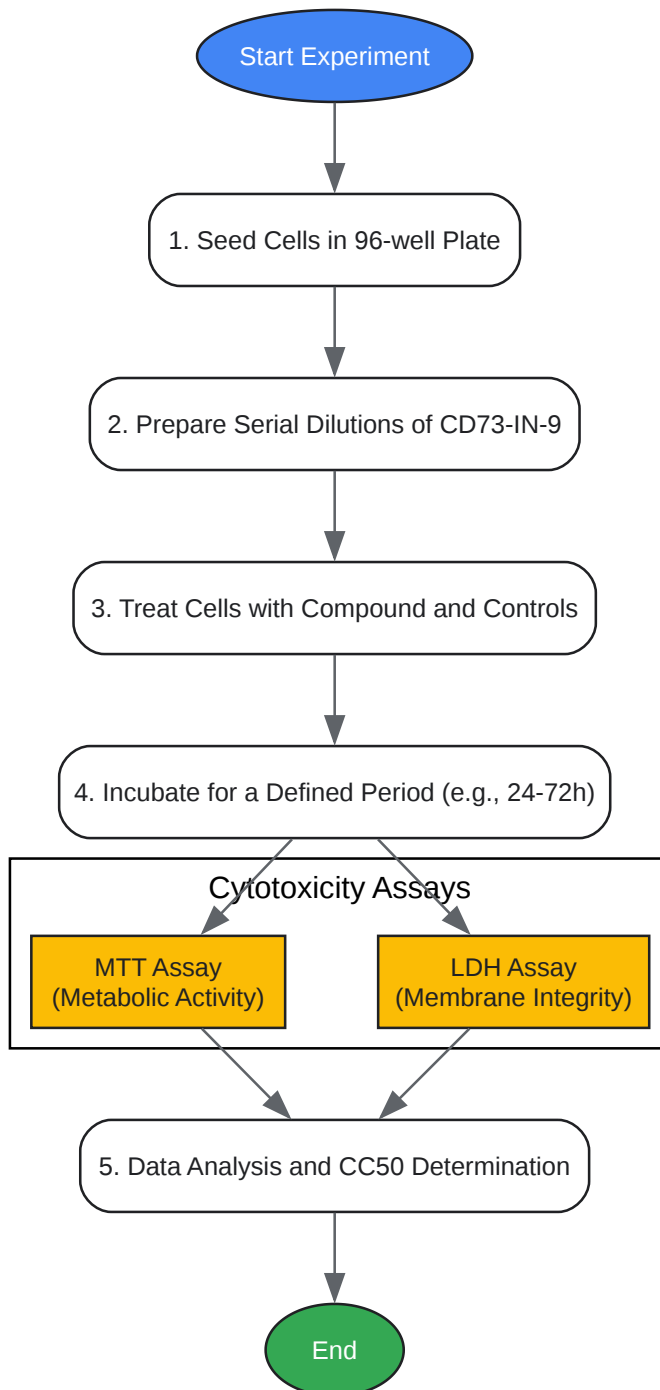 Start Experiment
1. Seed Cells in 96-well Plate
2. Prepare Serial Dilutions of CD73-IN-9
3. Treat Cells with Compound and Controls
4. Incubate for a Defined Period (e.g., 24-72h)
Cytotoxicity Assays
MTT Assay
(Metabolic Activity)
LDH Assay
(Membrane Integrity)
5. Data Analysis and CC50 Determination
End